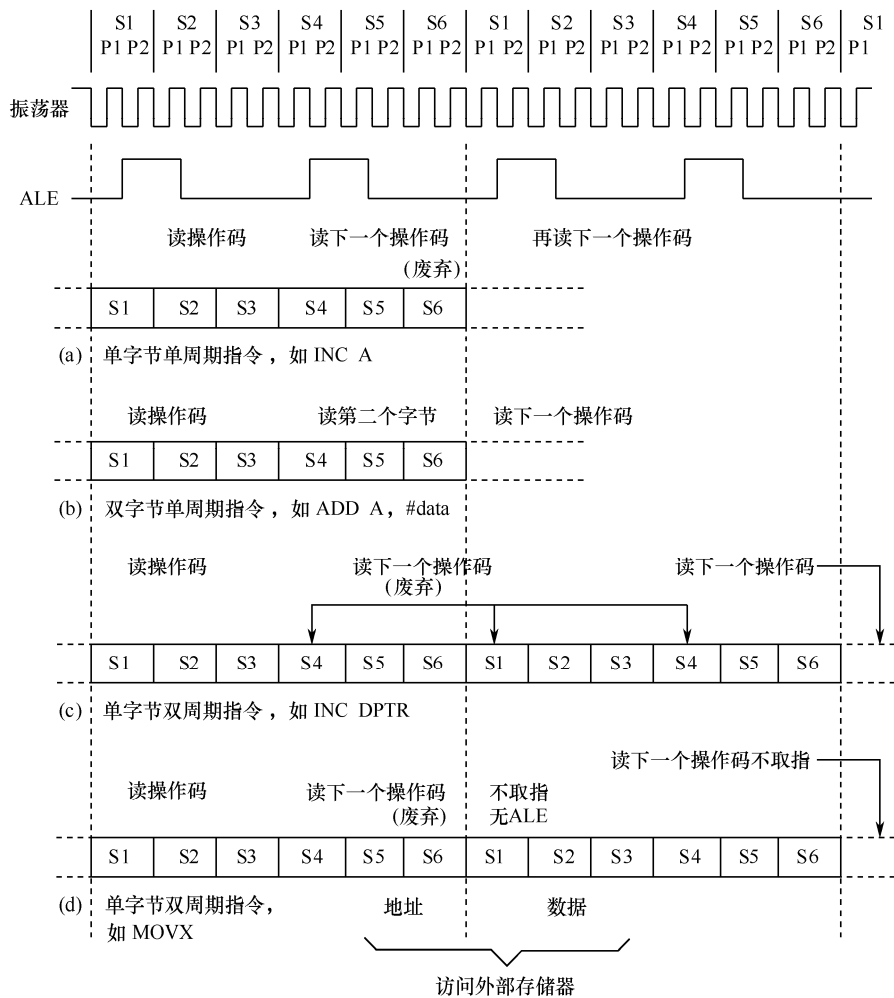 S1 S2 S3 S4 S5 S6 S1 S2 S3 S4 S5 S6 S1
P1 P2 P1 P2 P1 P2 P1 P2 P1 P2 P1 P2 P1 P2 P1 P2 P1 P2 P1 P2 P1 P2 P1 P2 P1
振荡器
ALE
读操作码 读下一个操作码 再读下一个操作码
(废弃)
S1 S2 S3 S4 S5 S6
(a) 单字节单周期指令，如 INC A
读操作码 读第二个字节 读下一个操作码
S1 S2 S3 S4 S5 S6
(b) 双字节单周期指令，如 ADD A，#data
读操作码 读下一个操作码 读下一个操作码
(废弃)
S1 S2 S3 S4 S5 S6 S1 S2 S3 S4 S5 S6
(c) 单字节双周期指令，如 INC DPTR
读下一个操作码不取指
读操作码 读下一个操作码 不取指
(废弃) 无ALE
S1 S2 S3 S4 S5 S6 S1 S2 S3 S4 S5 S6
(d) 单字节双周期指令， 地址 数据
如 MOVX
访问外部存储器